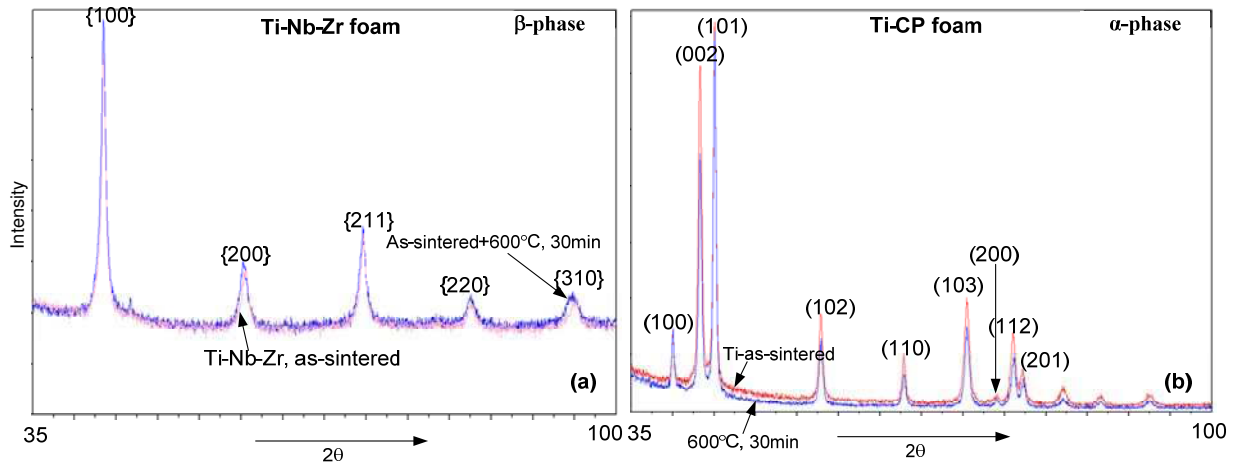 {100}
Ti-Nb-Zr foam
β-phase
Intensity
{200}
{211}
As-sintered+600°C, 30min
{220}
{310}
Ti-Nb-Zr, as-sintered
(a)
35
100
2θ
(101)
Ti-CP foam
α-phase
(002)
(200)
(103)
(102)
(100)
(110)
(112)
(201)
Ti-as-sintered
(b)
600°C, 30min
35
100
2θ